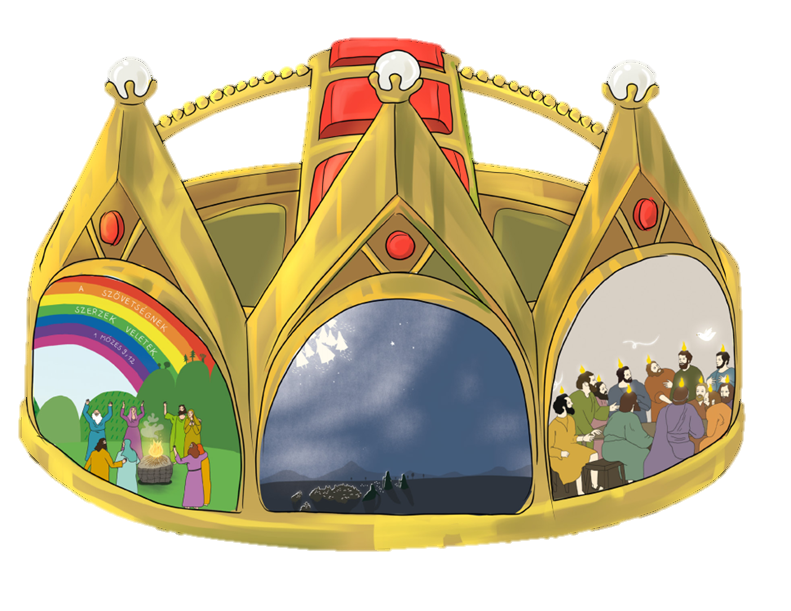 A SZÖVETSÉGNEK
SZERZEK VELETEK
1 MÓZES 9,12